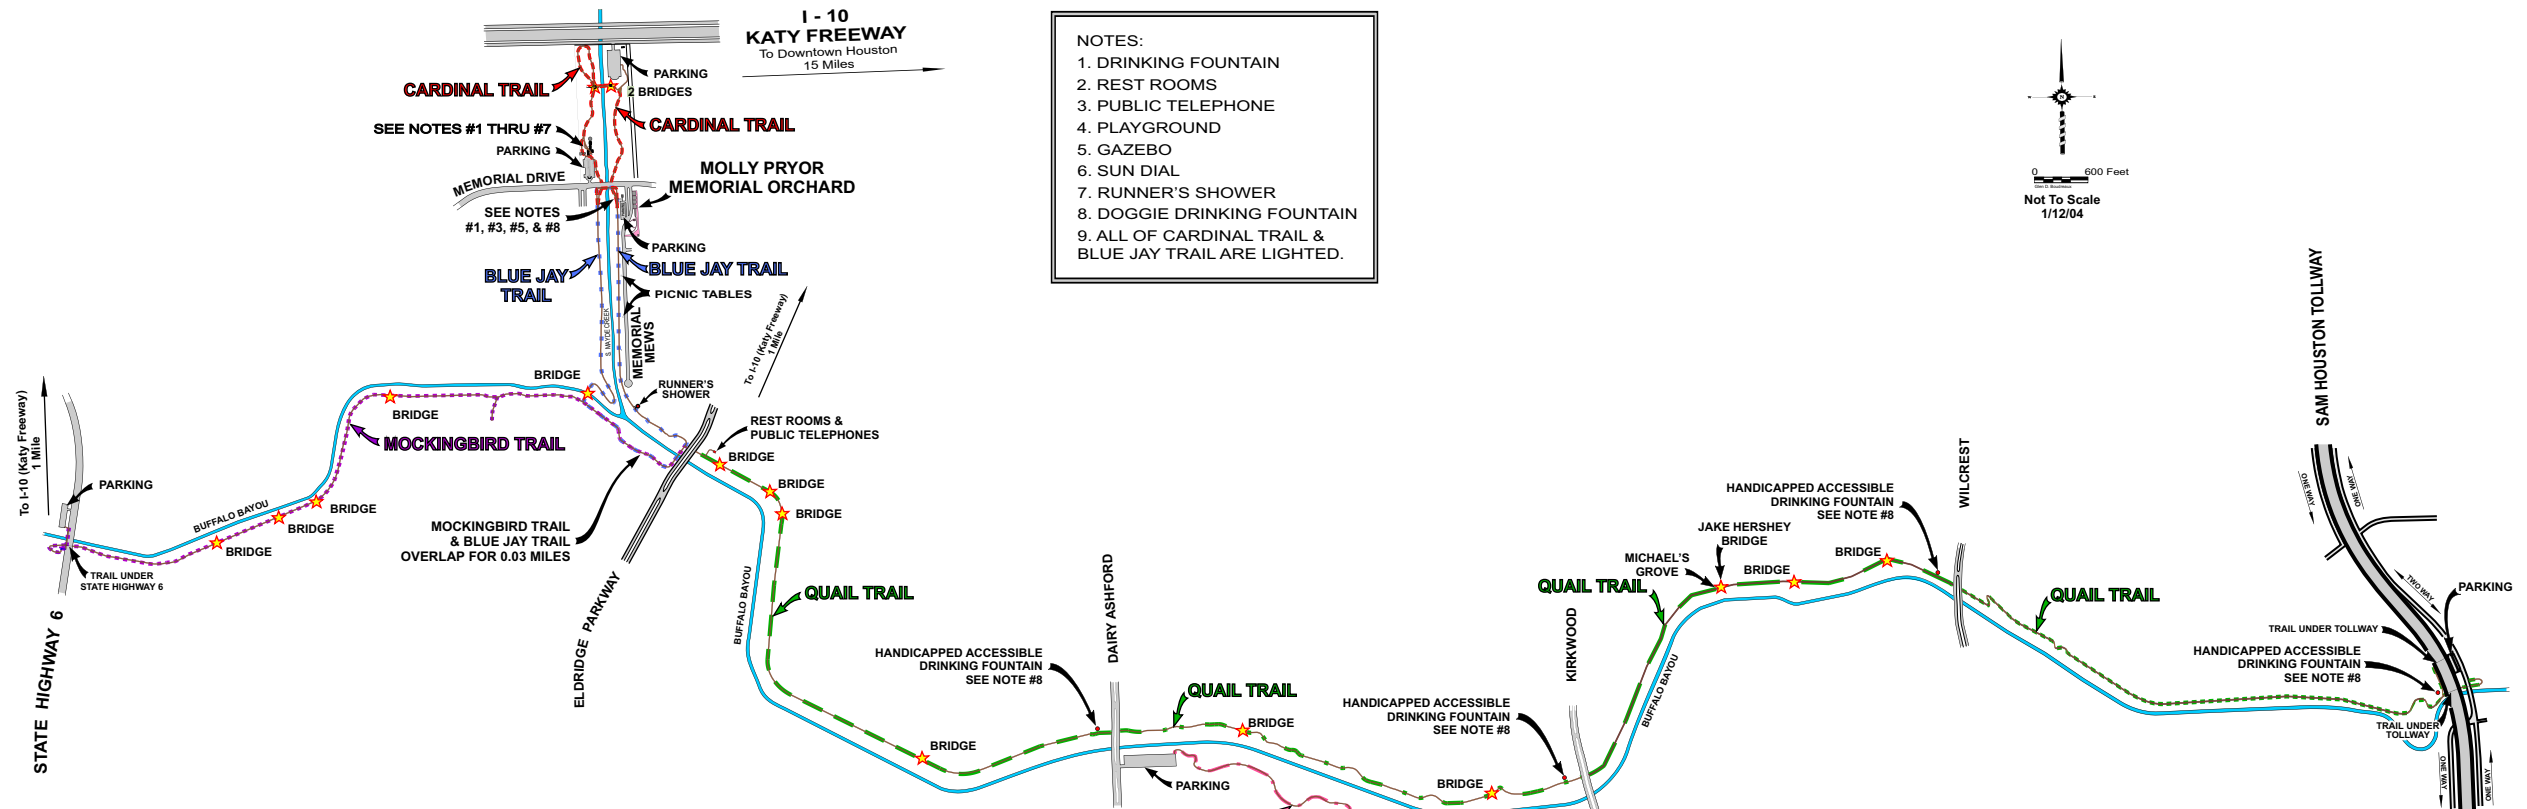 I - 10
KATY FREEWAY
To Downtown Houston
15 Miles
CARDINAL TRAIL
PARKING
2 BRIDGES
SEE NOTES #1 THRU #7
CARDINAL TRAIL
PARKING
MEMORIAL DRIVE
MOLLY PRYOR
MEMORIAL ORCHARD
SEE NOTES
#1, #3, #5, & #8
PARKING
BLUE JAY
TRAIL
BLUE JAY TRAIL
PICNIC TABLES
S. MAYDE CREEK
MEMORIAL
MEWS
To I-10 (Katy Freeway)
1 Mile
NOTES:
1. DRINKING FOUNTAIN
2. REST ROOMS
3. PUBLIC TELEPHONE
4. PLAYGROUND
5. GAZEBO
6. SUN DIAL
7. RUNNER'S SHOWER
8. DOGGIE DRINKING FOUNTAIN
9. ALL OF CARDINAL TRAIL &
BLUE JAY TRAIL ARE LIGHTED.
W
N
E
0
600 Feet
Glen D. Boudreaux
Not To Scale
1/12/04
To I-10 (Katy Freeway)
1 Mile
BRIDGE
BRIDGE
RUNNER'S
SHOWER
MOCKINGBIRD TRAIL
REST ROOMS &
PUBLIC TELEPHONES
BRIDGE
PARKING
BUFFALO BAYOU
BRIDGE
BRIDGE
BRIDGE
TRAIL UNDER
STATE HIGHWAY 6
STATE HIGHWAY 6
MOCKINGBIRD TRAIL
& BLUE JAY TRAIL
OVERLAP FOR 0.03 MILES
BRIDGE
BRIDGE
ELDRIDGE PARKWAY
BUFFALO BAYOU
QUAIL TRAIL
HANDICAPPED ACCESSIBLE
DRINKING FOUNTAIN
SEE NOTE #8
DAIRY ASHFORD
BRIDGE
QUAIL TRAIL
BRIDGE
PARKING
HANDICAPPED ACCESSIBLE
DRINKING FOUNTAIN
SEE NOTE #8
BRIDGE
KIRKWOOD
QUAIL TRAIL
MICHAEL'S
GROVE
JAKE HERSHEY
BRIDGE
BRIDGE
BRIDGE
BUFFALO BAYOU
HANDICAPPED ACCESSIBLE
DRINKING FOUNTAIN
SEE NOTE #8
WILCREST
QUAIL TRAIL
SAM HOUSTON TOLLWAY
ONE WAY
ONE WAY
TWO WAY
PARKING
TRAIL UNDER TOLLWAY
HANDICAPPED ACCESSIBLE
DRINKING FOUNTAIN
SEE NOTE #8
TRAIL UNDER
TOLLWAY
ONE WAY
ONE WAY